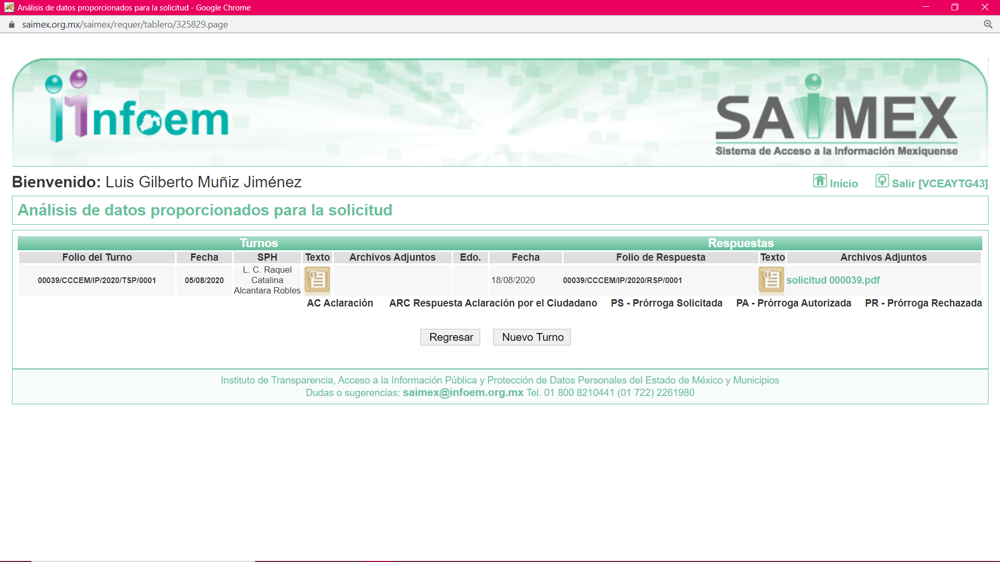 Análisis de datos proporcionados para la solicitud - Google Chrome
saimex.org.mx/saimex/requer/tablero/325829.page
infoem
SAIMEX
Sistema de Acceso a la Información Mexiquense
Bienvenido: Luis Gilberto Muñiz Jiménez
Inicio Salir [VCEAYTG43]
Análisis de datos proporcionados para la solicitud
Turnos Respuestas
Folio del Turno Fecha SPH Texto Archivos Adjuntos Edo. Fecha Folio de Respuesta Texto Archivos Adjuntos
00039/CCCEM/IP/2020/TSP/0001 05/08/2020 L. C. Raquel Catalina Alcantara Robles 18/08/2020 00039/CCCEM/IP/2020/RSP/0001 solicitud 000039.pdf
AC Aclaración ARC Respuesta Aclaración por el Ciudadano PS - Prórroga Solicitada PA - Prórroga Autorizada PR - Prórroga Rechazada
Regresar Nuevo Turno
Instituto de Transparencia, Acceso a la Información Pública y Protección de Datos Personales del Estado de México y Municipios
Dudas o sugerencias: saimex@infoem.org.mx Tel. 01 800 8210441 (01 722) 2261980